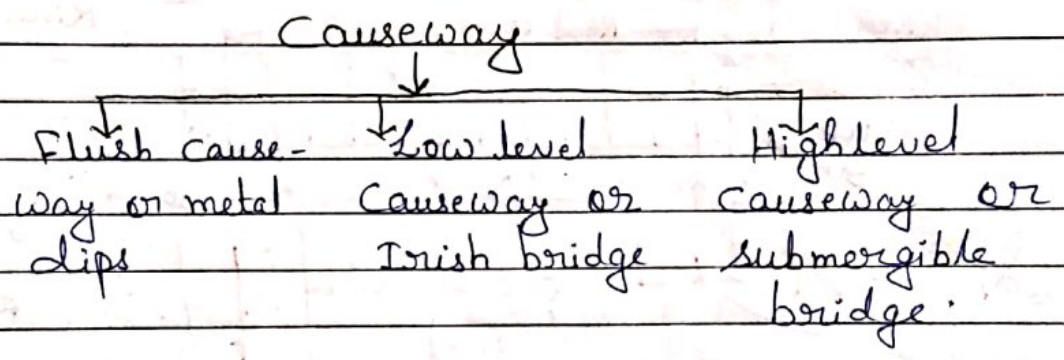 Causeway
Flush cause- Low level Highlevel
way or metal Causeway or Causeway or
dips Irish bridge submergible
bridge.